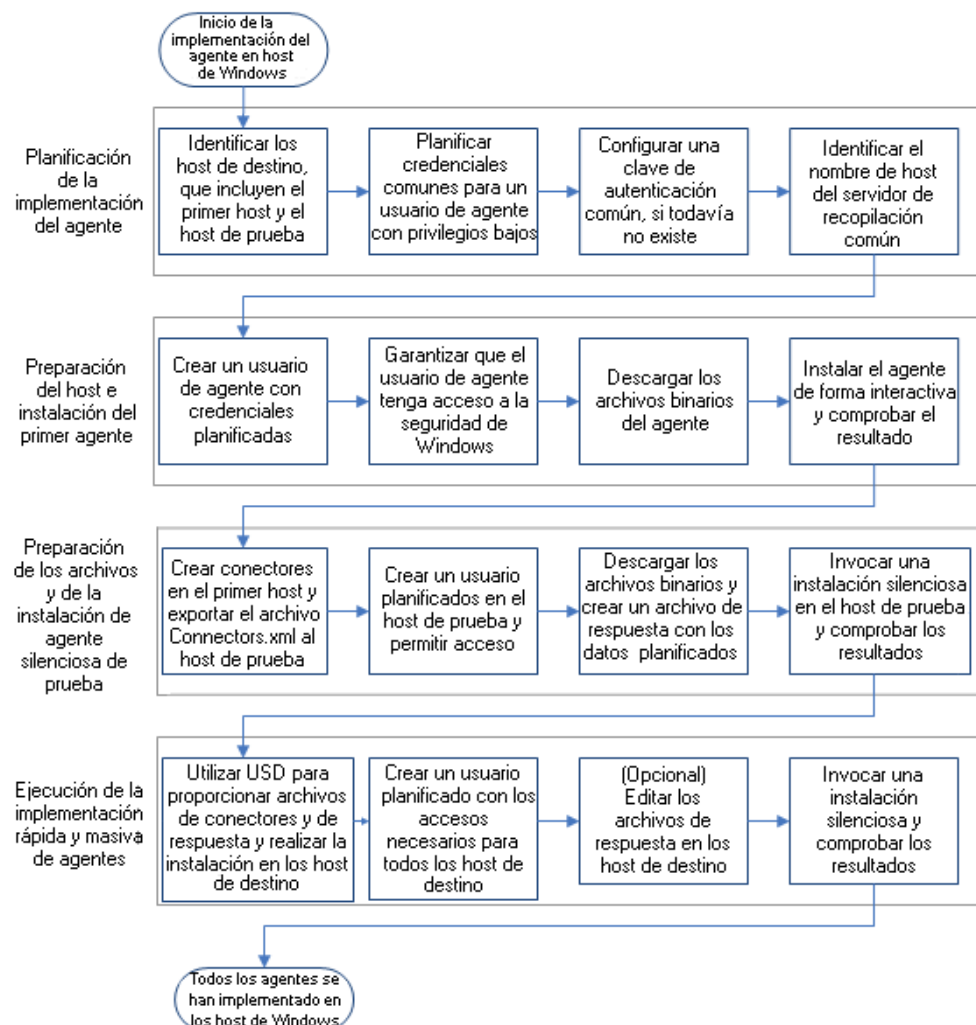 Inicio de la
implementación del
agente en host
de Windows
Planificación
de la
implementación
del agente
Identificar los
host de destino,
que incluyen el
primer host y el
host de prueba
Planificar
credenciales
comunes para un
usuario de agente
con privilegios bajos
Configurar una
clave de
autenticación
común, si todavía
no existe
Identificar el
nombre de host
del servidor de
recopilación
común
Preparación
del host e
instalación del
primer agente
Crear un usuario
de agente con
credenciales
planificadas
Garantizar que el
usuario de agente
tenga acceso a la
seguridad de
Windows
Descargar los
archivos binarios
del agente
Instalar el agente
de forma interactiva
y comprobar el
resultado
Preparación
de los archivos
y de la
instalación de
agente
silenciosa de
prueba
Crear conectores
en el primer host y
exportar el archivo
Connectors.xml al
host de prueba
Crear un usuario
planificados en el
host de prueba y
permitir acceso
Descargar los
archivos binarios y
crear un archivo de
respuesta con los
datos planificados
Invocar una
instalación silenciosa
en el host de prueba
y comprobar los
resultados
Ejecución de la
implementación
rápida y masiva
de agentes
Utilizar USD para
proporcionar archivos
de conectores y de
respuesta y realizar la
instalación en los host
de destino
Crear un usuario
planificado con los
accesos
necesarios para
todos los host de
destino
(Opcional)
Editar los
archivos de
respuesta en los
host de destino
Invocar una
instalación
silenciosa y
comprobar los
resultados
Todos los agentes se
han implementado en
los host de Windows